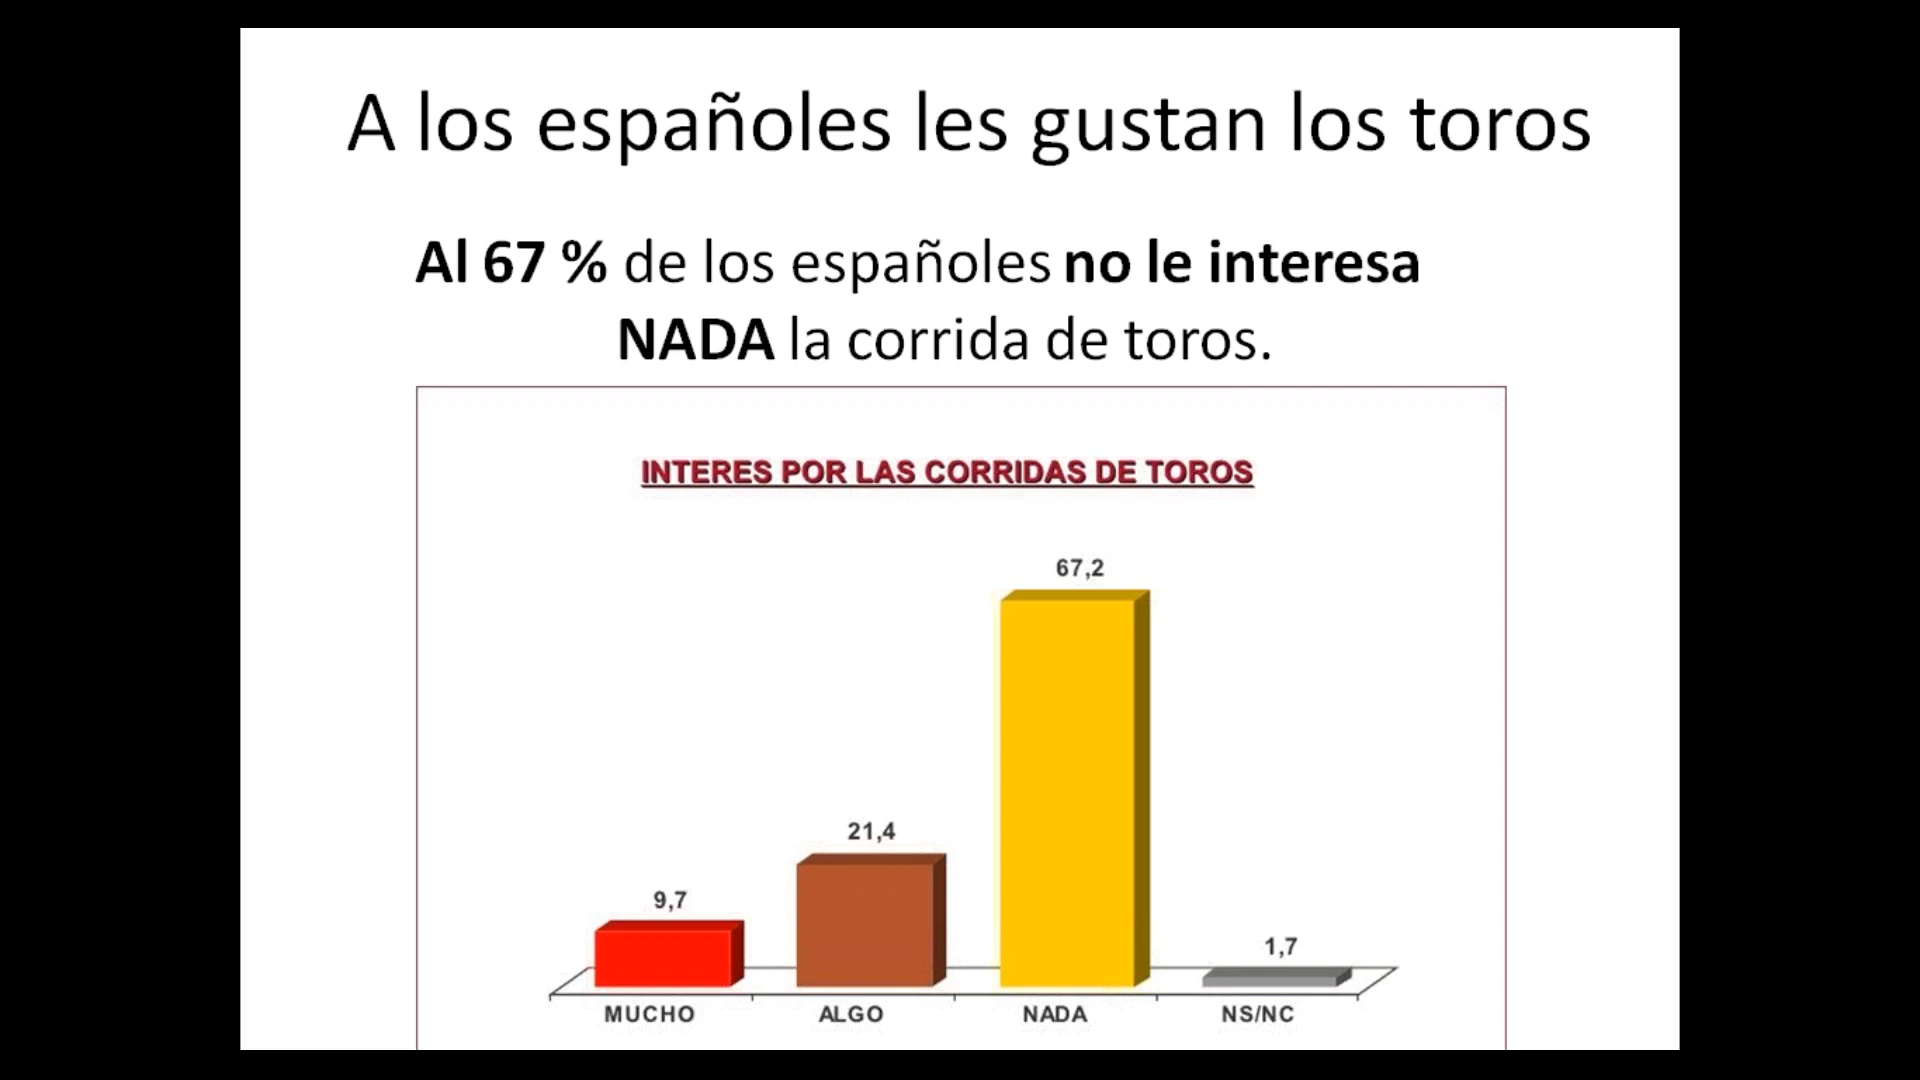 A los españoles les gustan los toros
Al 67 % de los españoles no le interesa
NADA la corrida de toros.
INTERES POR LAS CORRIDAS DE TOROS
67,2
21,4
9,7
1,7
MUCHO ALGO NADA NS/NC